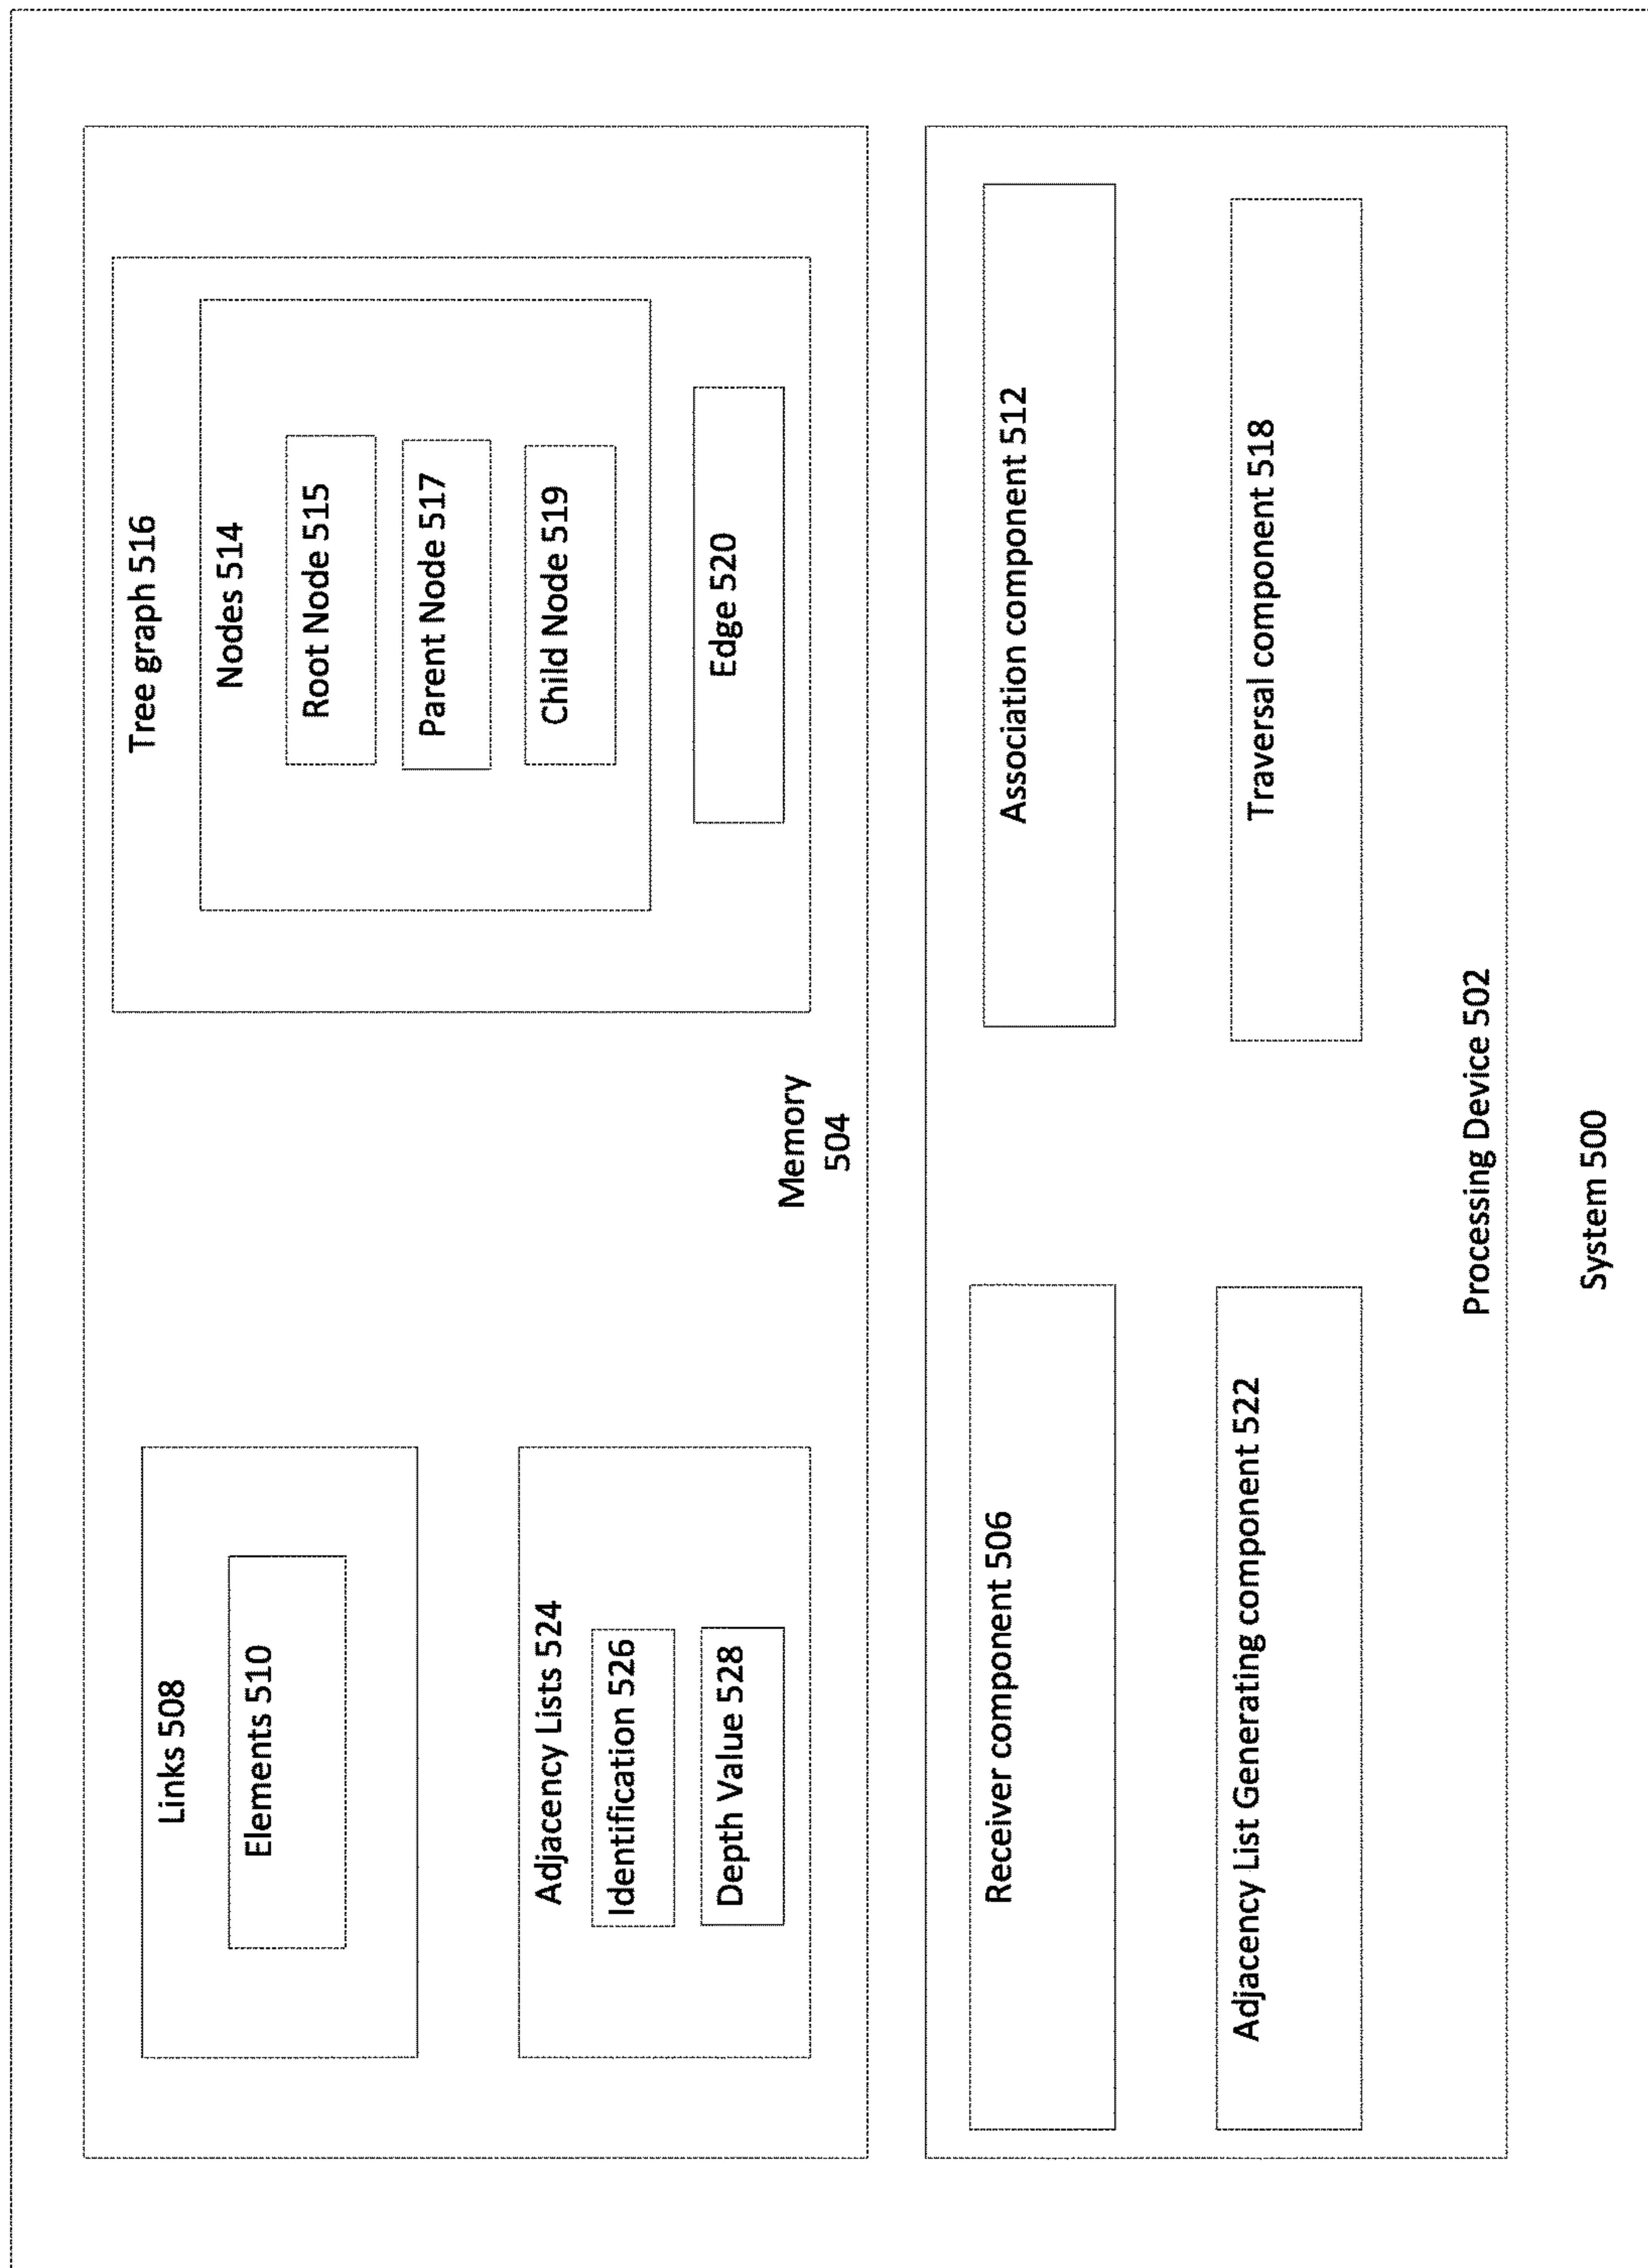 Links 508
Elements 510
Adjacency Lists 524
Identification 526
Depth Value 528
Tree graph 516
Nodes 514
Root Node 515
Parent Node 517
Child Node 519
Edge 520
Memory
504
Receiver component 506
Association component 512
Adjacency List Generating component 522
Traversal component 518
Processing Device 502
System 500